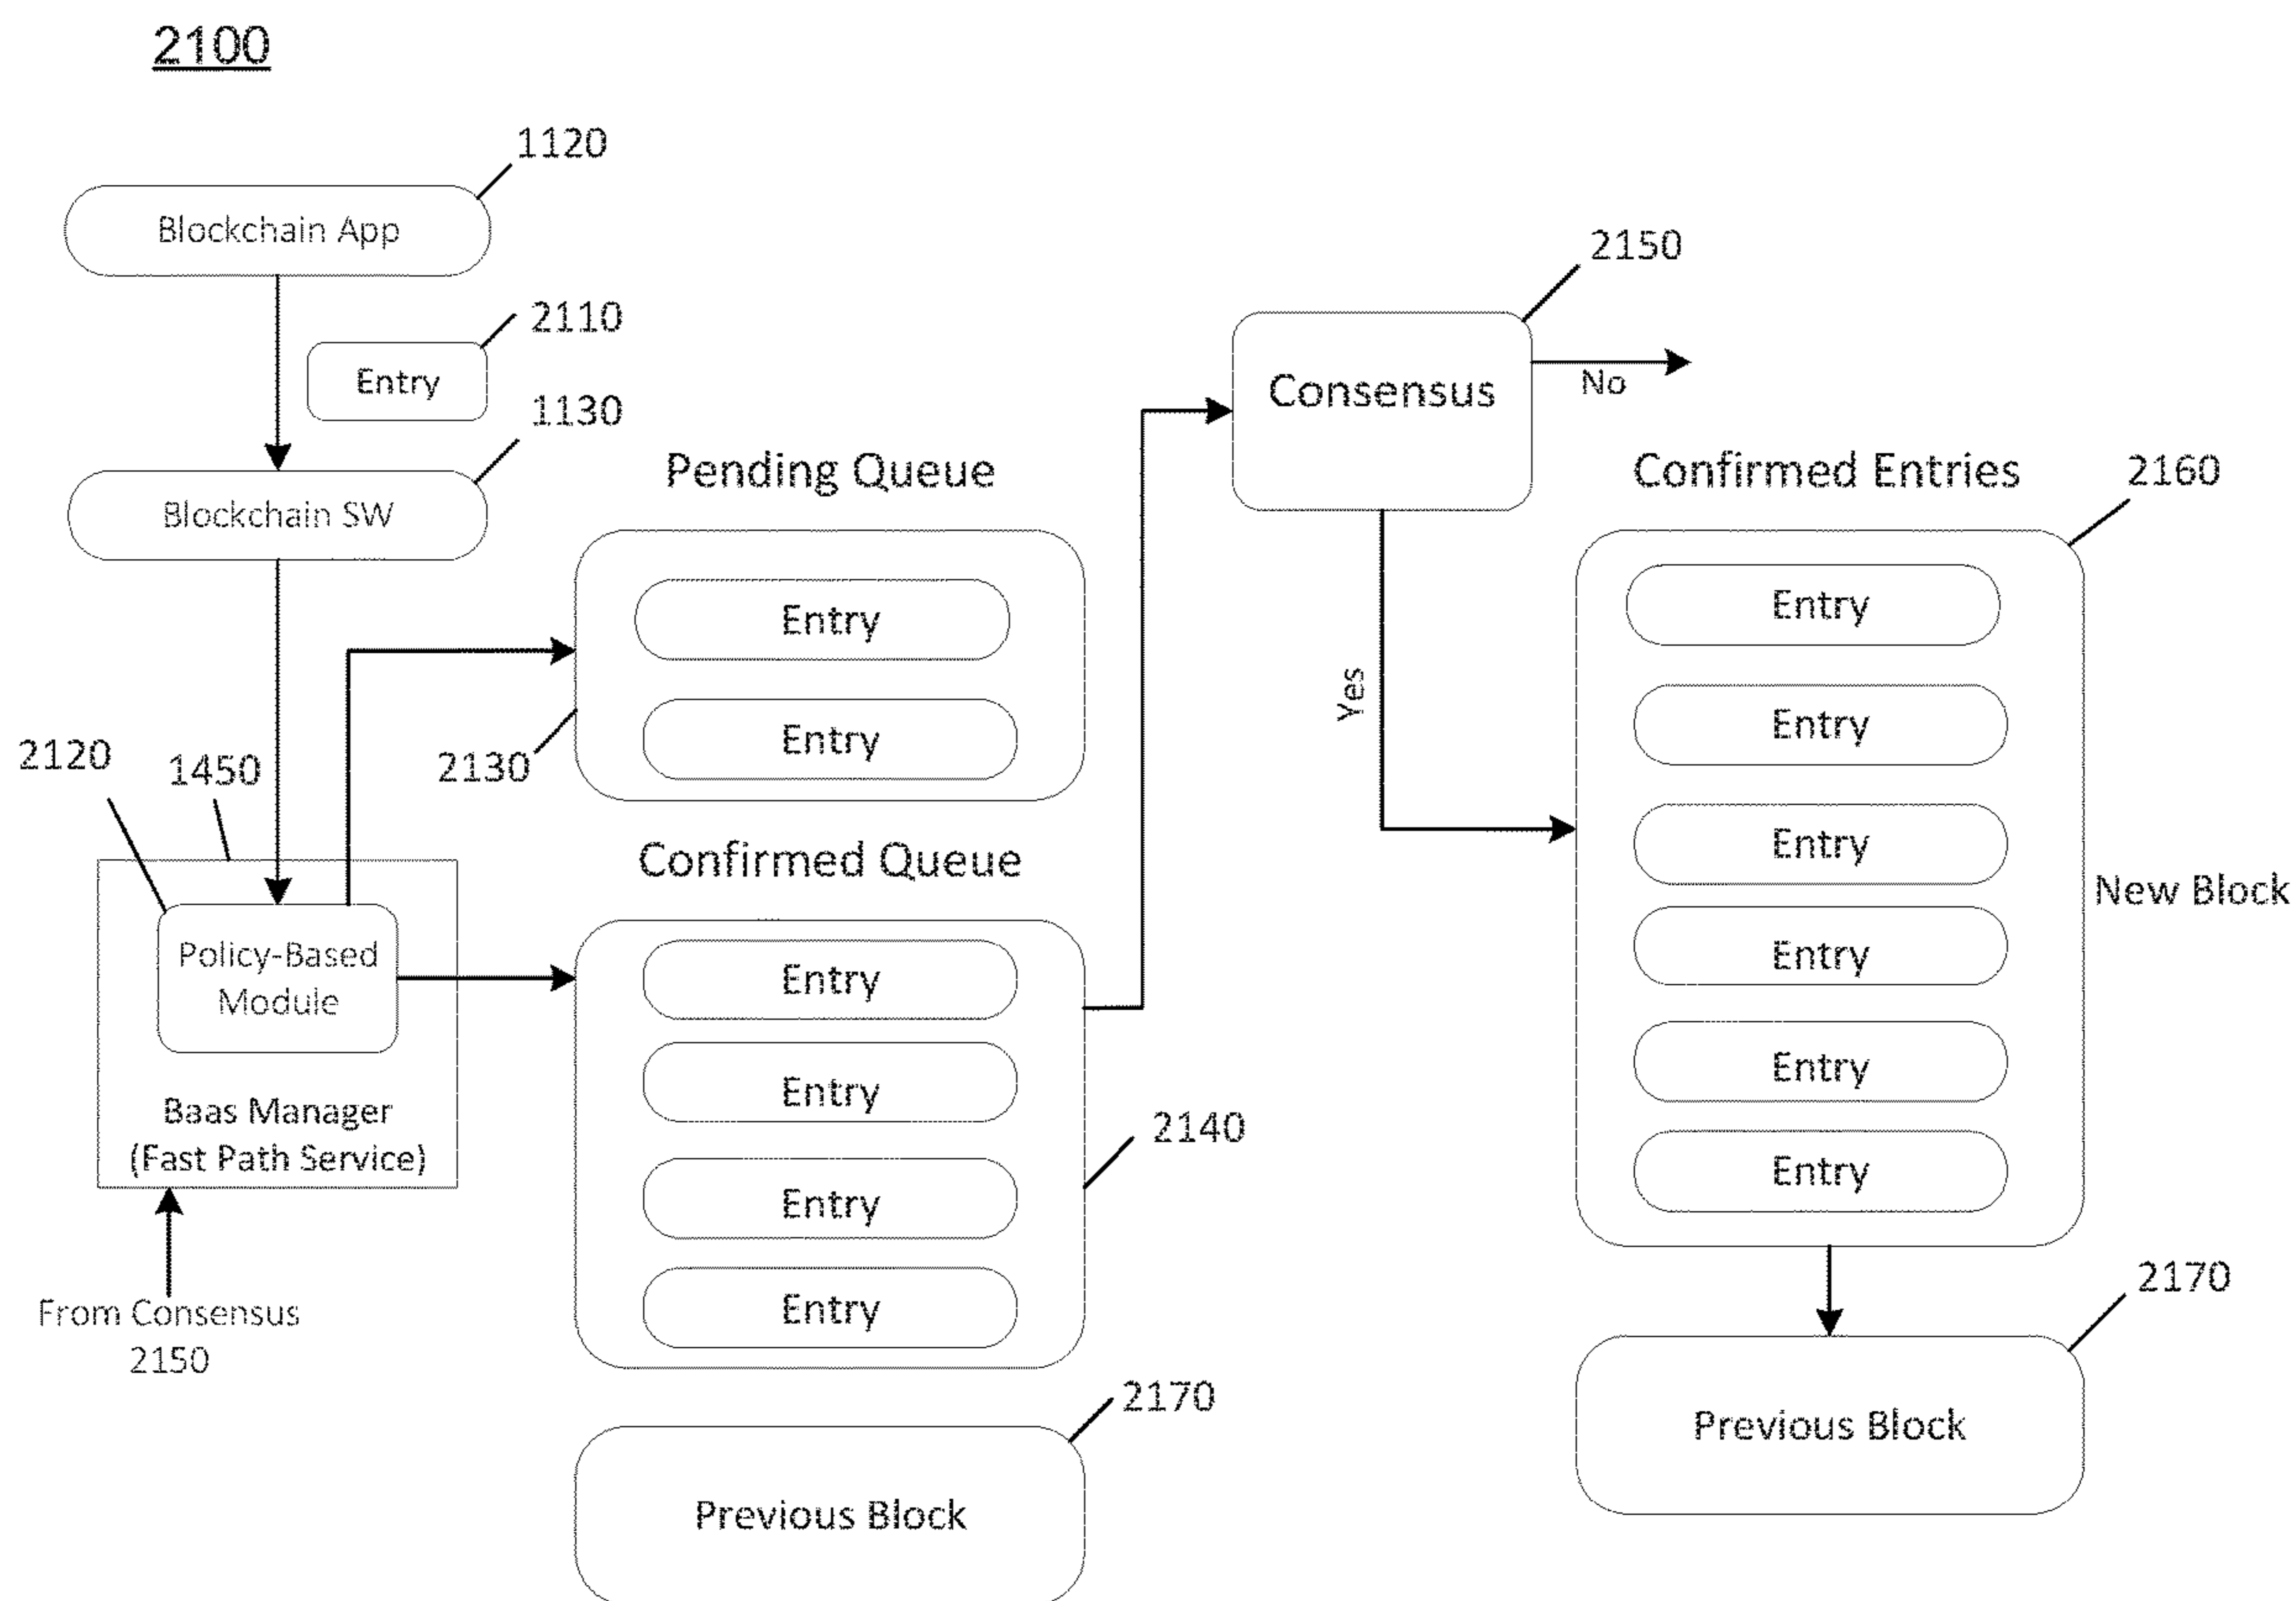 2100
1120
Blockchain App
2110
Entry
1130
Blockchain SW
2120
1450
Policy-Based
Module
Baas Manager
(Fast Path Service)
From Consensus
2150
Pending Queue
Entry
Entry
2130
Confirmed Queue
Entry
Entry
Entry
Entry
2140
2170
Previous Block
2150
Consensus
No
Yes
Confirmed Entries
2160
Entry
Entry
Entry
Entry
Entry
Entry
New Block
2170
Previous Block